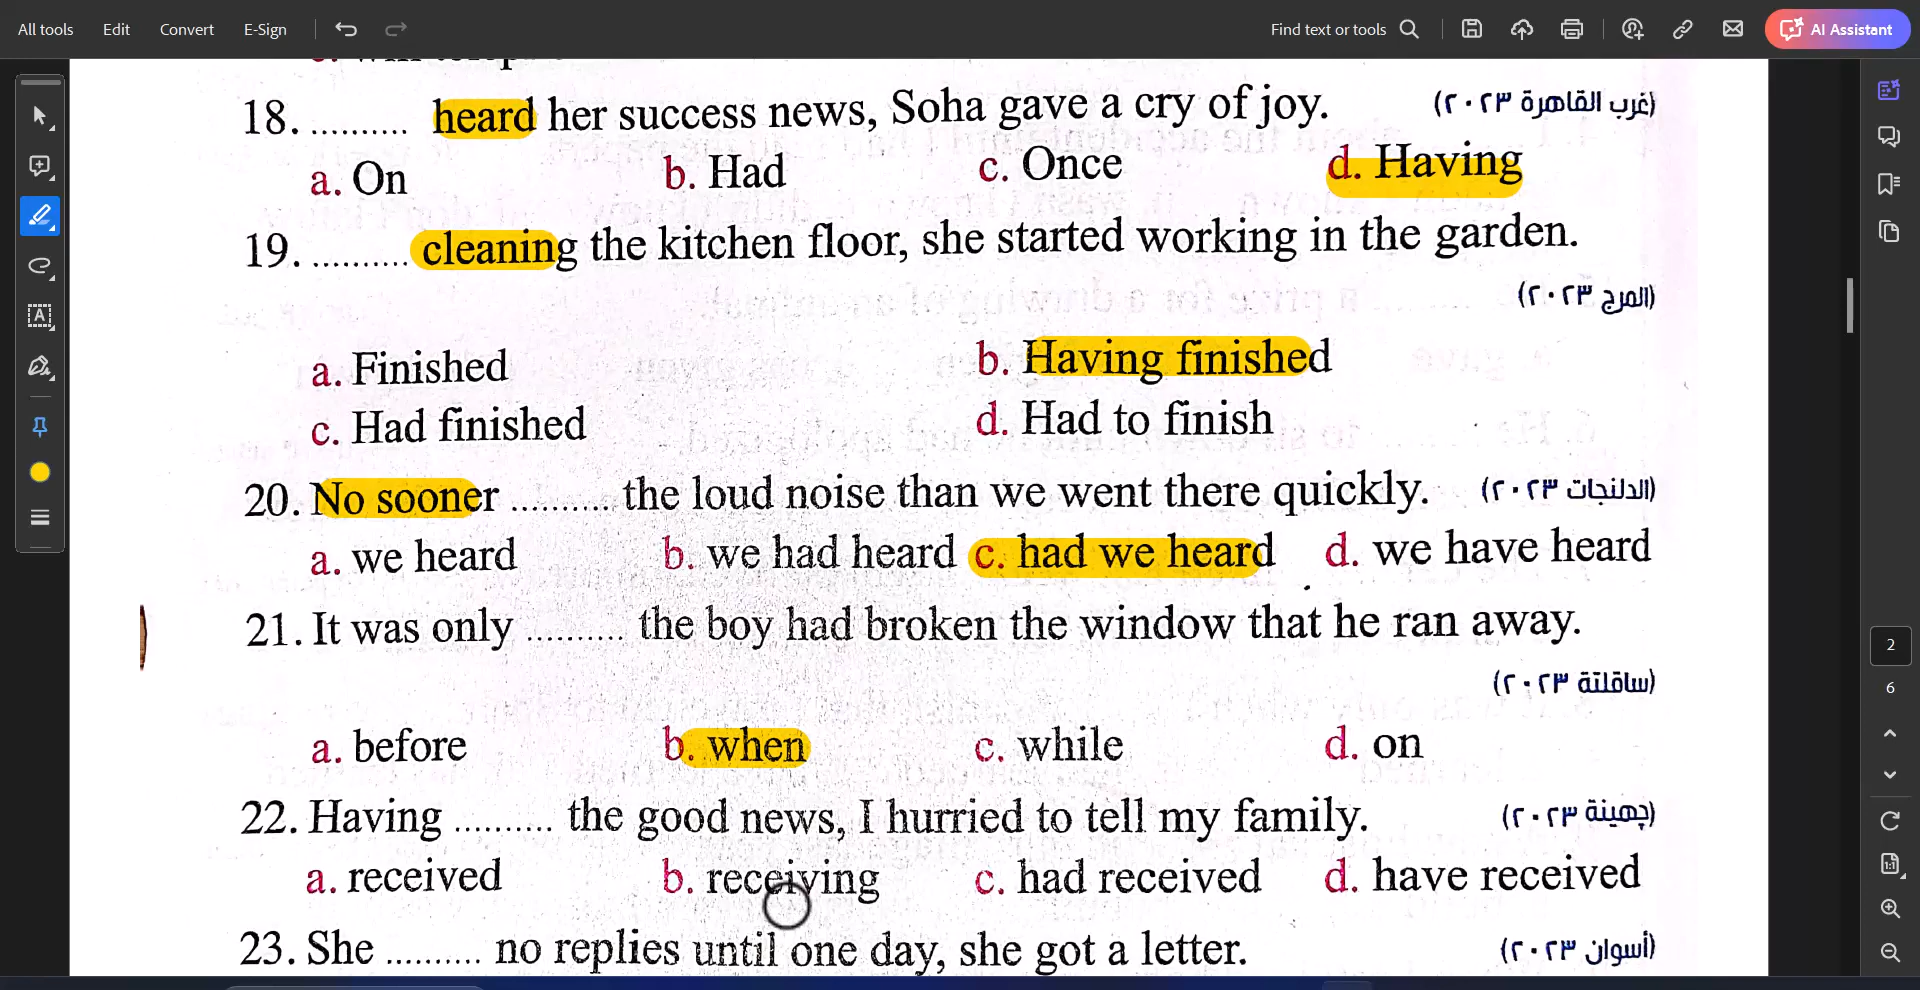 All tools Edit Convert E-Sign Find text or tools AI Assistant
18. .......... heard her success news, Soha gave a cry of joy. (غرب القاهرة ٢٠٢٣)
a. On b. Had c. Once d. Having
19. .......... cleaning the kitchen floor, she started working in the garden.
(المرج ٢٠٢٣)
a. Finished b. Having finished
c. Had finished d. Had to finish
20. No sooner .......... the loud noise than we went there quickly. (الدلنجات ٢٠٢٣)
a. we heard b. we had heard c. had we heard d. we have heard
21. It was only .......... the boy had broken the window that he ran away.
(ساقلتة ٢٠٢٣)
a. before b. when c. while d. on
22. Having .......... the good news, I hurried to tell my family. (جهينة ٢٠٢٣)
a. received b. receiving c. had received d. have received
23. She .......... no replies until one day, she got a letter. (أسوان ٢٠٢٣)
2
6